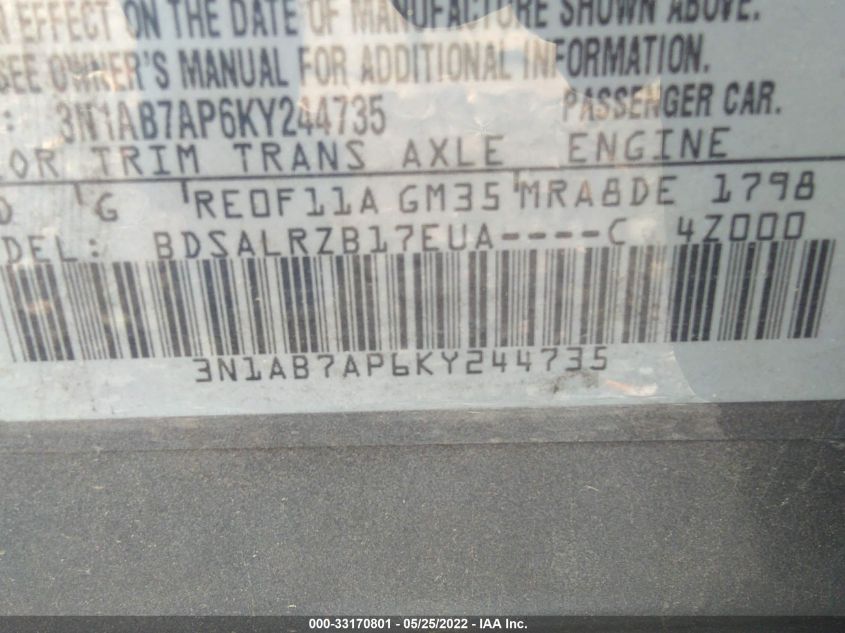 EFFECT ON THE DATE OF MANUFACTURE SHOWN ABOVE.
SEE OWNER'S MANUAL FOR ADDITIONAL INFORMATION.
: 3N1AB7AP6KY244735 PASSENGER CAR.
LOR TRIM TRANS AXLE ENGINE
D G RE0F11A GM35 MRA8DE 1798
DEL: BDSALRZB17EUA----C 4Z000
3N1AB7AP6KY244735
000-33170801 - 05/25/2022 - IAA Inc.